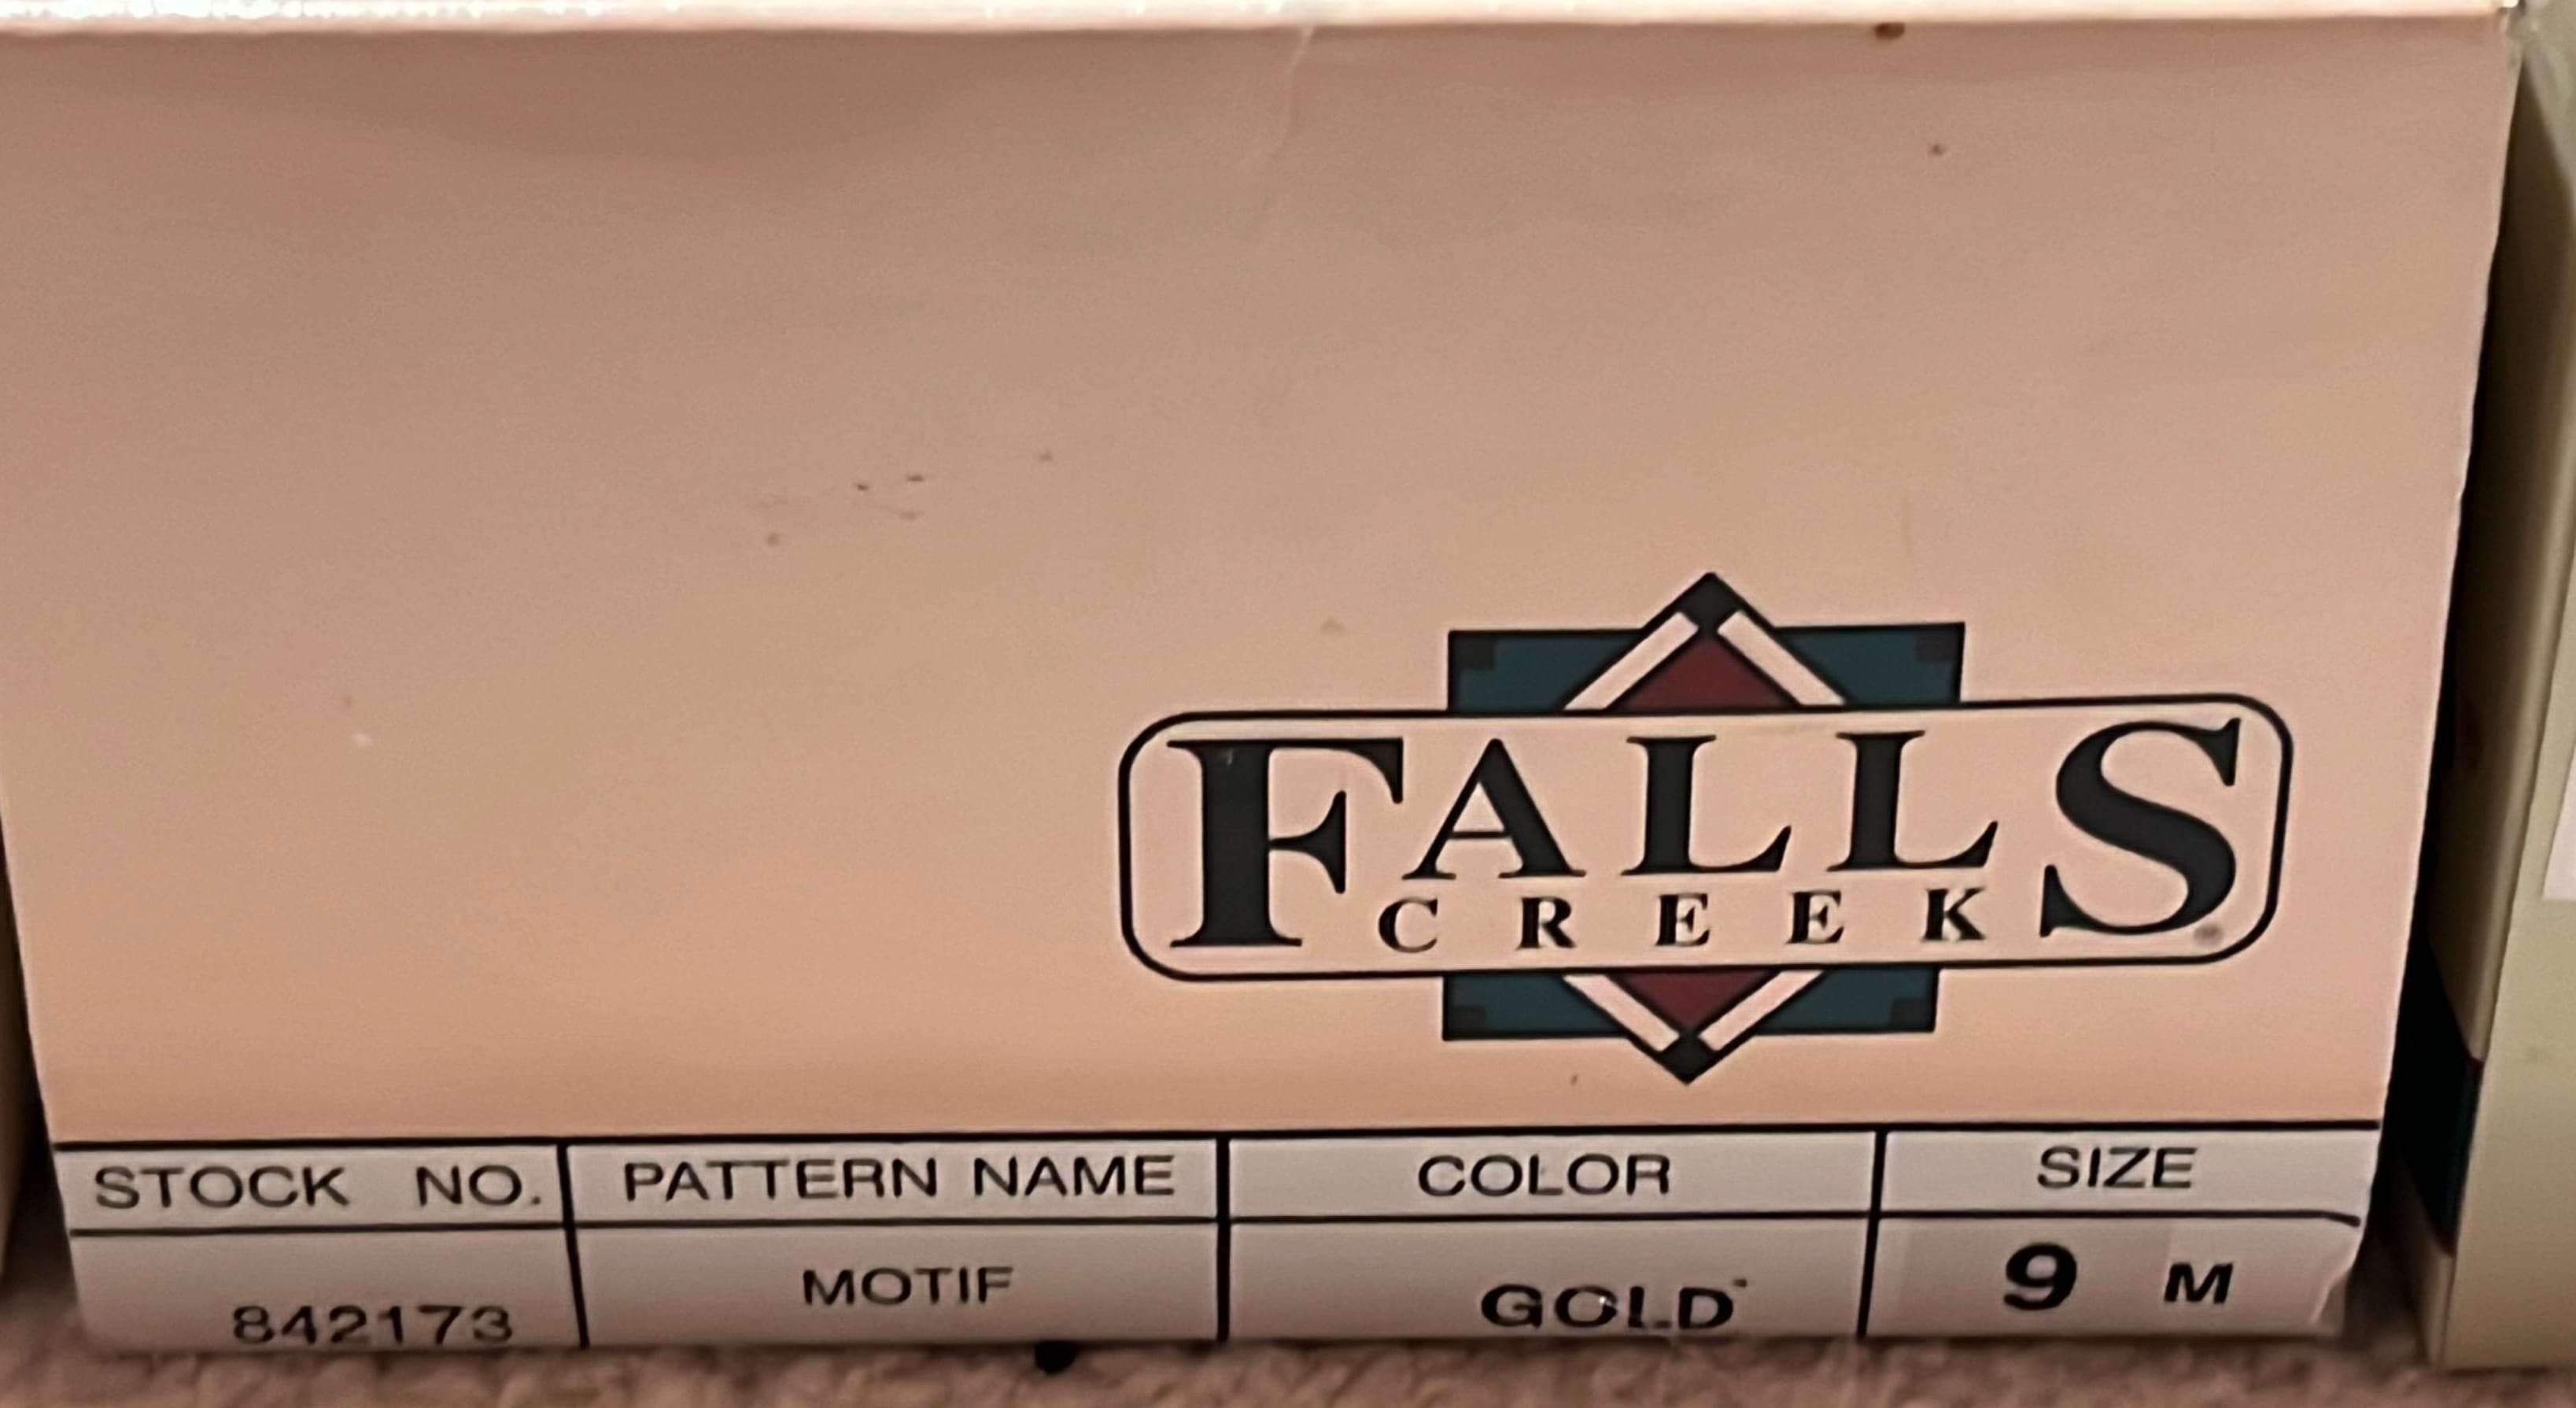 FALLS
CREEK
STOCK NO. PATTERN NAME COLOR SIZE
842173 MOTIF GOLD 9 M